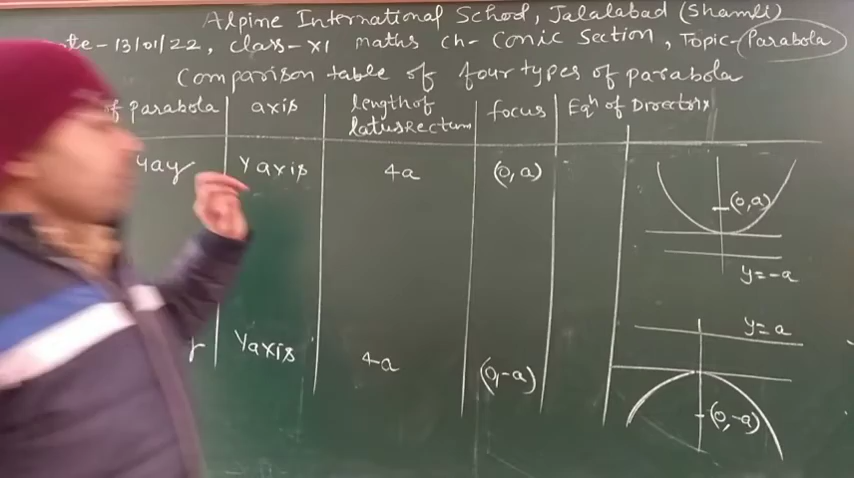 Alpine International School, Jalalabad (Shamli)
te-13/01/22, class-XI maths ch- Conic Section, Topic-Parabola
Comparison table of four types of parabola
of parabola axis length of latus Rectum focus Eqn of Directrix
4ay Y axis 4a (0, a)
(0, a)
y=-a
y= a
Y axis 4a (0,-a)
(0,-a)